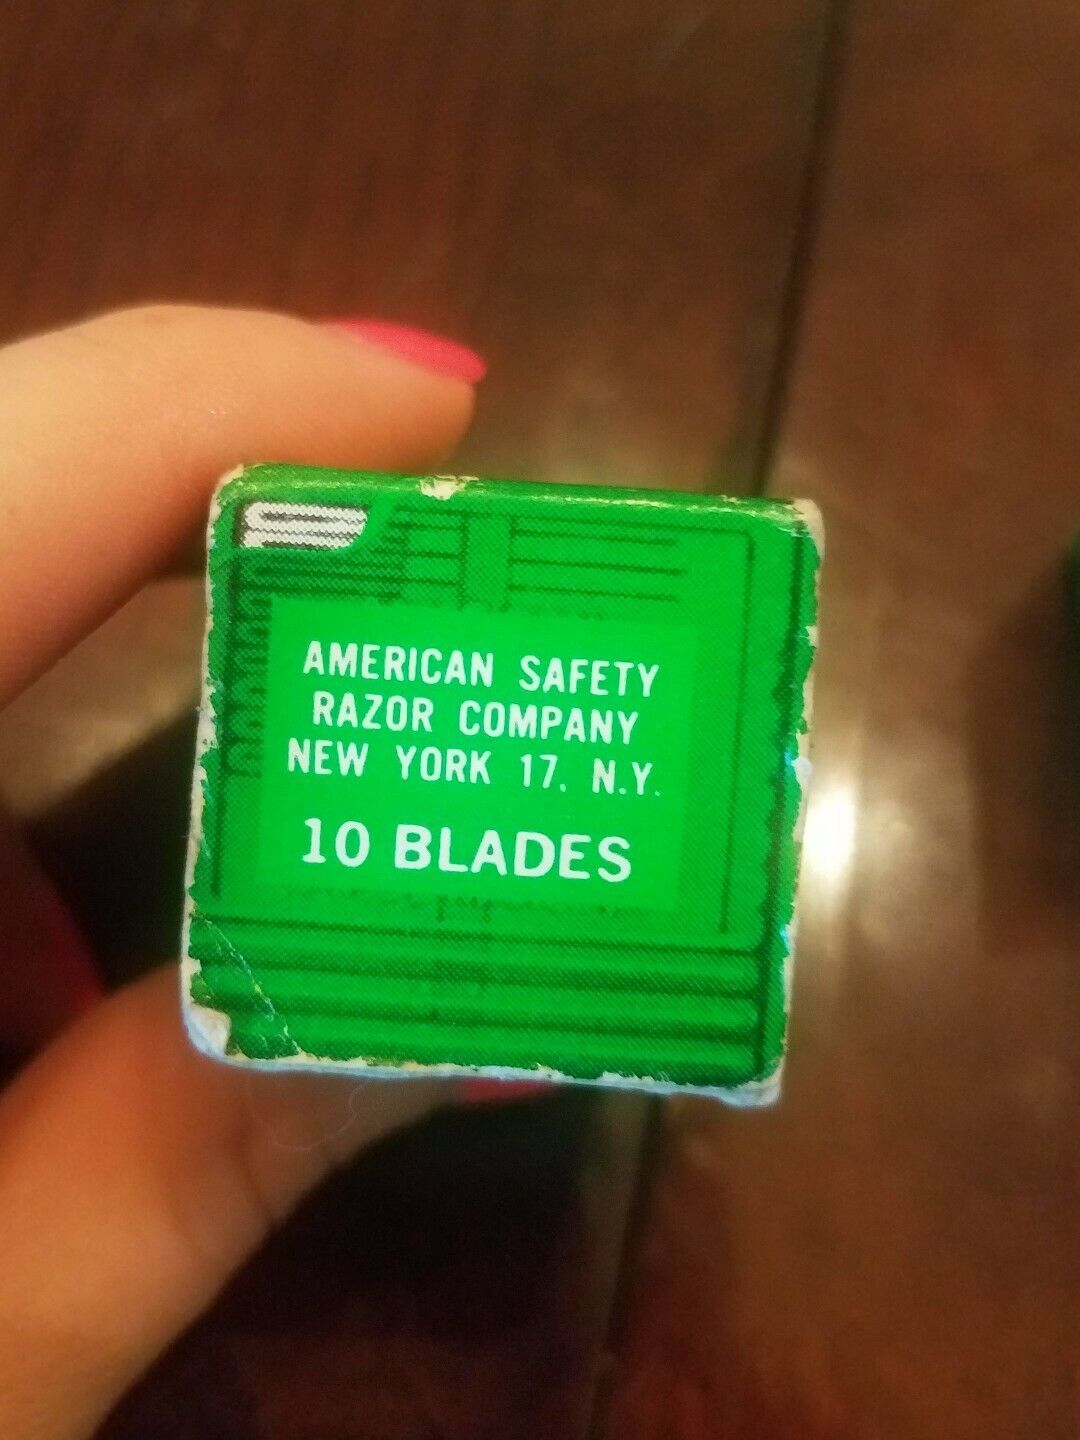 AMERICAN SAFETY
RAZOR COMPANY
NEW YORK 17. N.Y.
10 BLADES